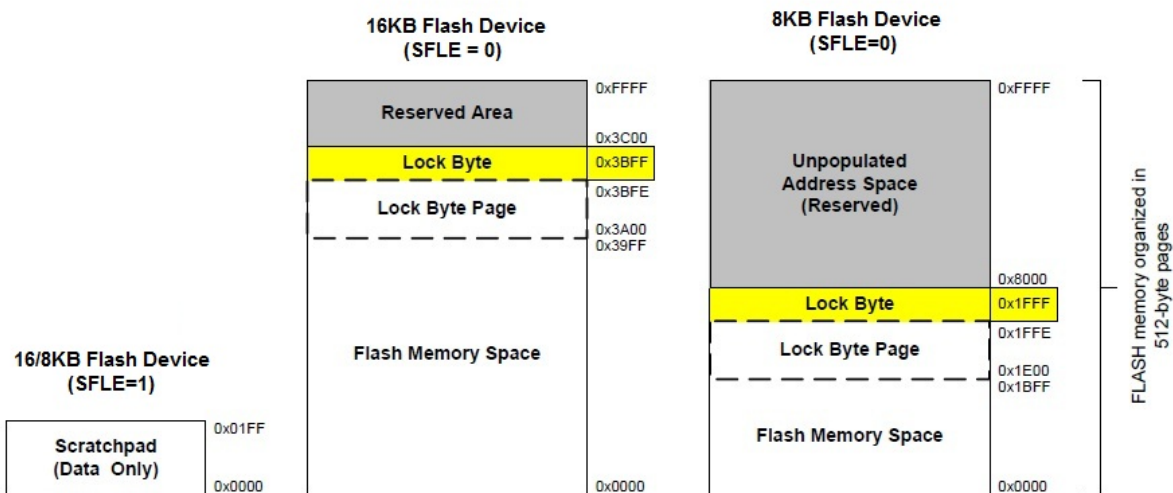 16KB Flash Device
(SFLE = 0)
8KB Flash Device
(SFLE=0)
0xFFFF
Reserved Area
0x3C00
Lock Byte
0x3BFF
0x3BFE
Lock Byte Page
0x3A00
0x39FF
Flash Memory Space
0x0000
0xFFFF
Unpopulated
Address Space
(Reserved)
0x8000
Lock Byte
0x1FFF
0x1FFE
Lock Byte Page
0x1E00
0x1BFF
Flash Memory Space
0x0000
FLASH memory organized in
512-byte pages
16/8KB Flash Device
(SFLE=1)
0x01FF
Scratchpad
(Data Only)
0x0000